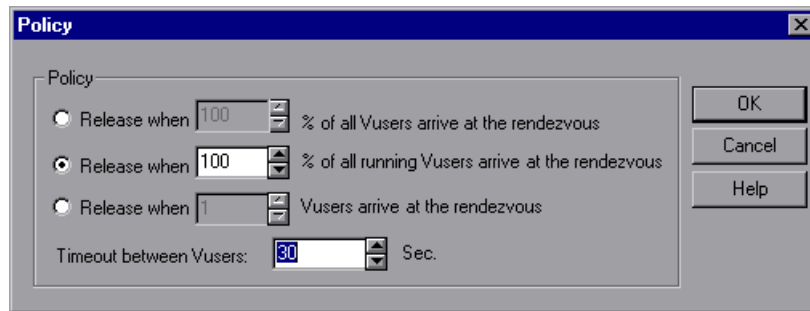 Policy
Policy
Release when 100 % of all Vusers arrive at the rendezvous
Release when 100 % of all running Vusers arrive at the rendezvous
Release when 1 Vusers arrive at the rendezvous
Timeout between Vusers: 30 Sec.
OK
Cancel
Help